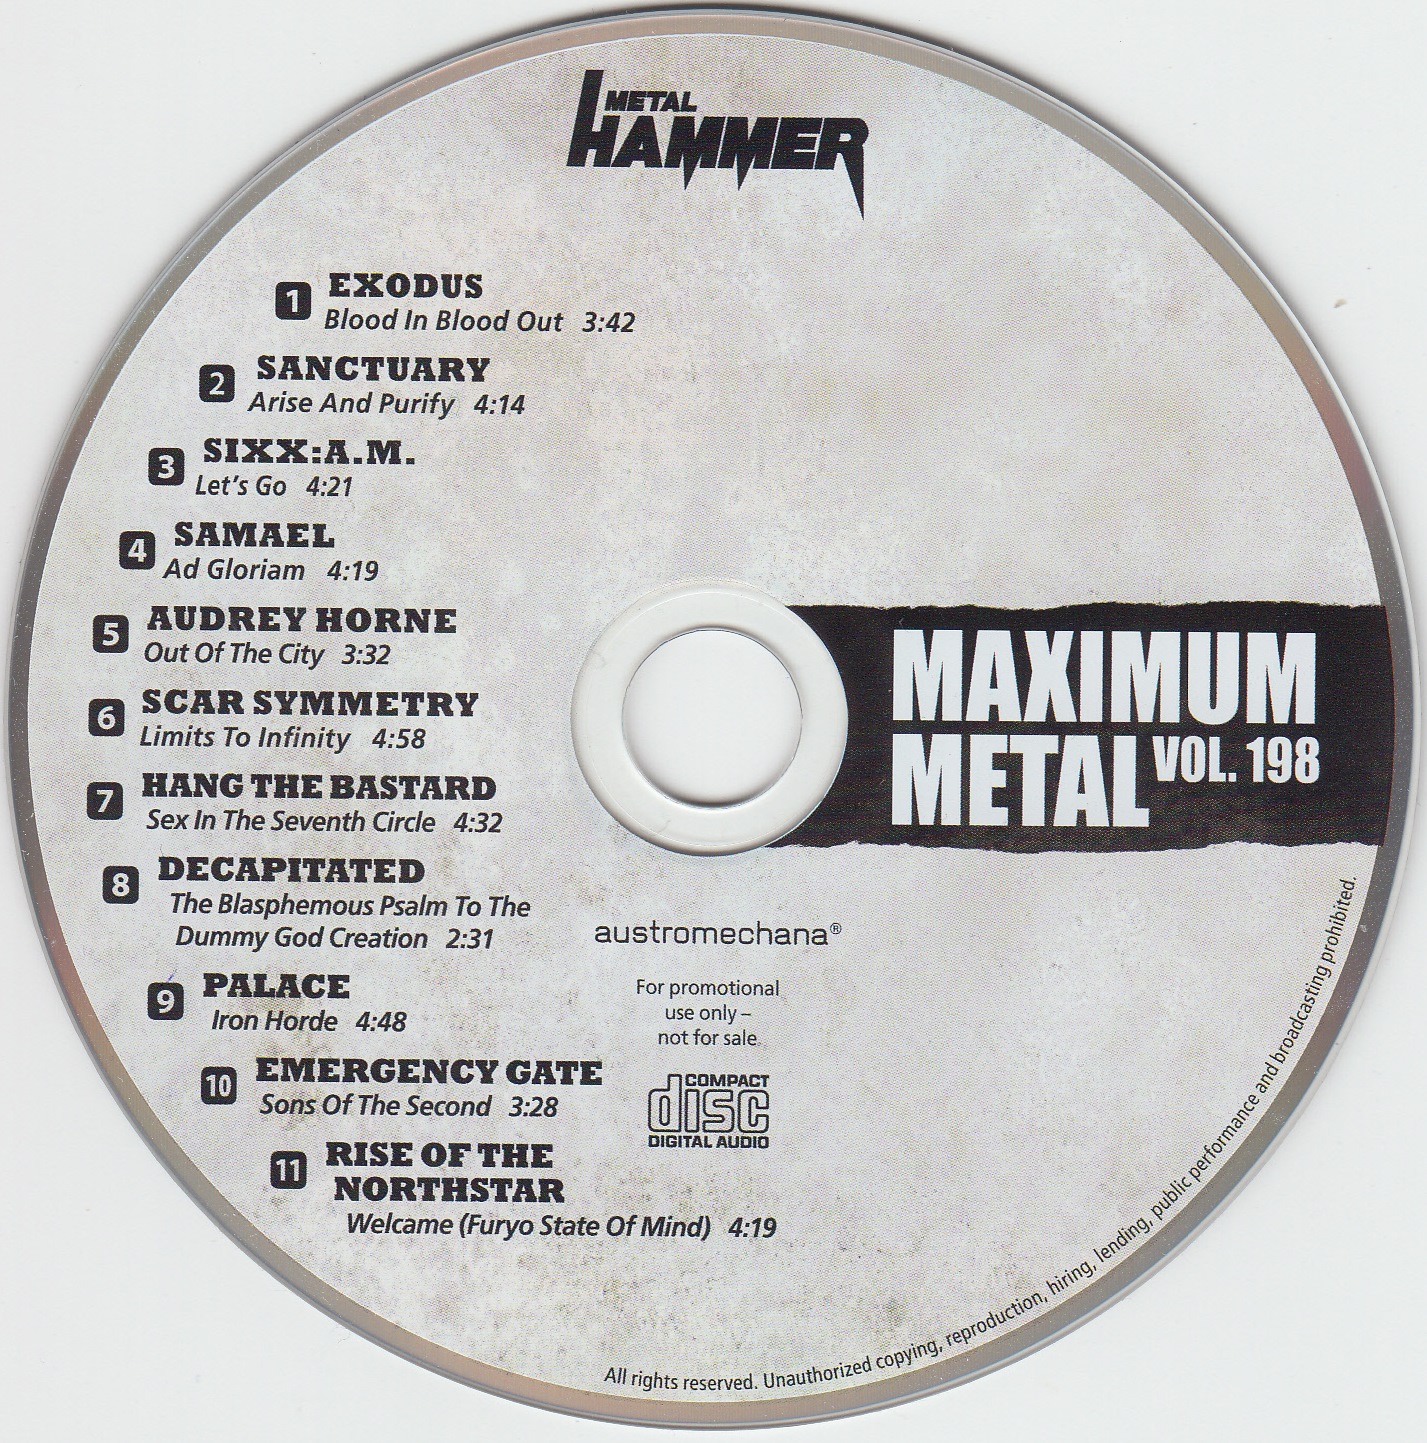 METAL
HAMMER
1 EXODUS
Blood In Blood Out 3:42
2 SANCTUARY
Arise And Purify 4:14
3 SIXX:A.M.
Let's Go 4:21
4 SAMAEL
Ad Gloriam 4:19
5 AUDREY HORNE
Out Of The City 3:32
6 SCAR SYMMETRY
Limits To Infinity 4:58
7 HANG THE BASTARD
Sex In The Seventh Circle 4:32
8 DECAPITATED
The Blasphemous Psalm To The
Dummy God Creation 2:31
9 PALACE
Iron Horde 4:48
10 EMERGENCY GATE
Sons Of The Second 3:28
11 RISE OF THE
NORTHSTAR
Welcame (Furyo State Of Mind) 4:19
MAXIMUM
METAL VOL. 198
austromechana®
For promotional
use only –
not for sale.
COMPACT
disc
DIGITAL AUDIO
All rights reserved. Unauthorized copying, reproduction, hiring, lending, public performance and broadcasting prohibited.